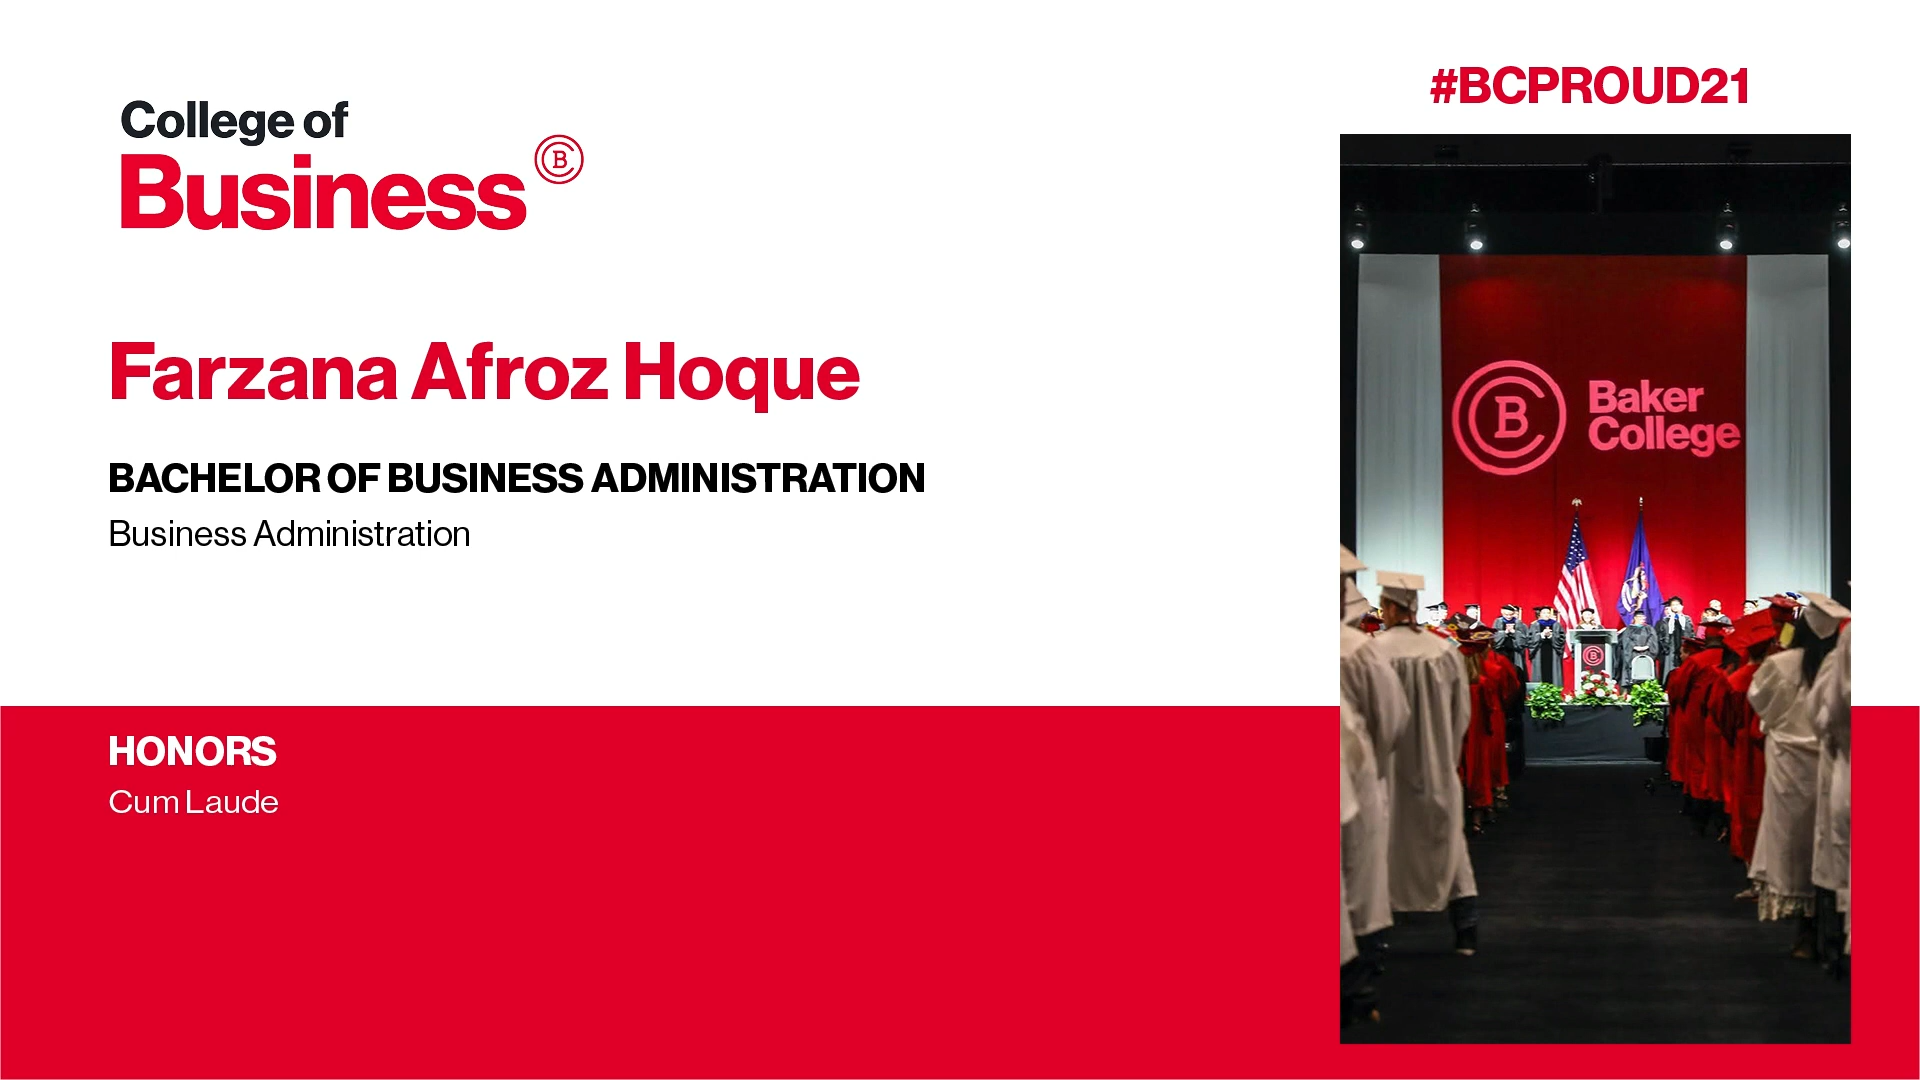 College of
Business
B
Farzana Afroz Hoque
BACHELOR OF BUSINESS ADMINISTRATION
Business Administration
HONORS
Cum Laude
#BCPROUD21
B
Baker
College
B